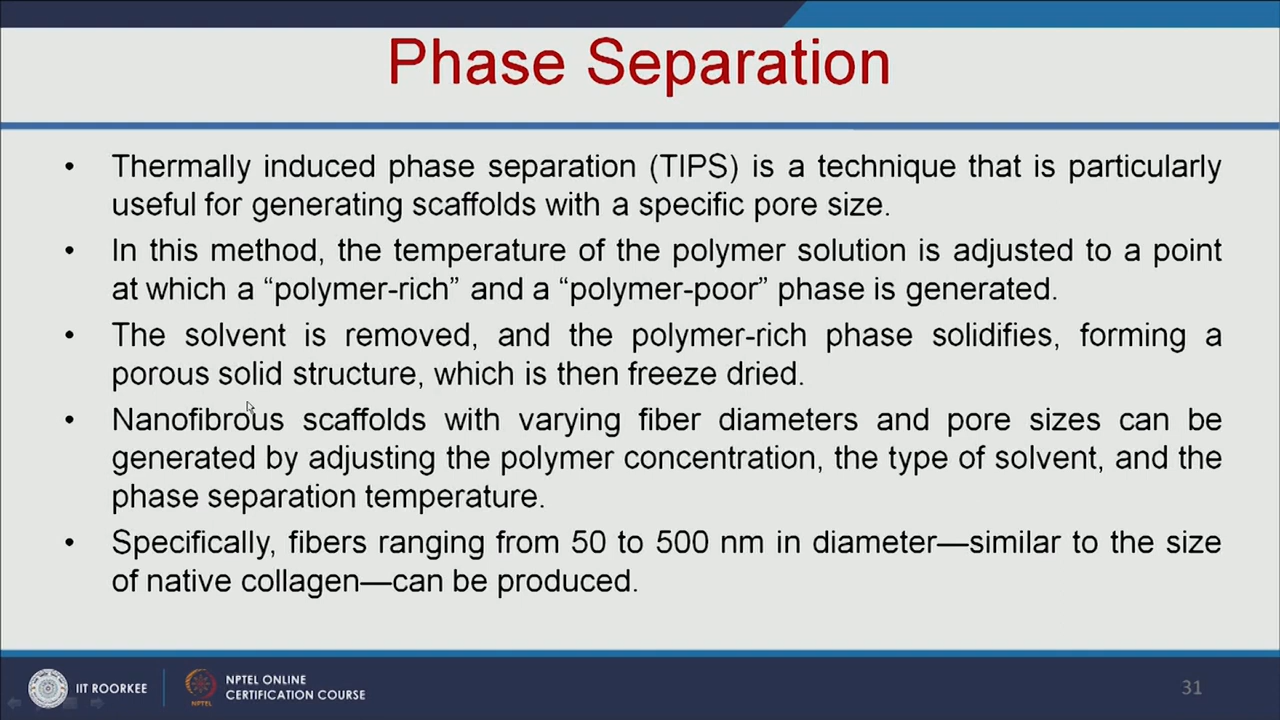 Phase Separation
• Thermally induced phase separation (TIPS) is a technique that is particularly
useful for generating scaffolds with a specific pore size.
• In this method, the temperature of the polymer solution is adjusted to a point
at which a “polymer-rich” and a “polymer-poor” phase is generated.
• The solvent is removed, and the polymer-rich phase solidifies, forming a
porous solid structure, which is then freeze dried.
• Nanofibrous scaffolds with varying fiber diameters and pore sizes can be
generated by adjusting the polymer concentration, the type of solvent, and the
phase separation temperature.
• Specifically, fibers ranging from 50 to 500 nm in diameter—similar to the size
of native collagen—can be produced.
IIT ROORKEE
NPTEL
NPTEL ONLINE
CERTIFICATION COURSE
31